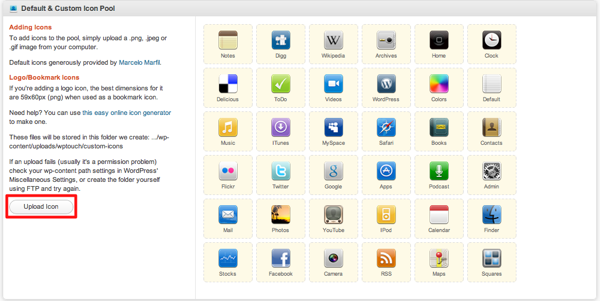 Default & Custom Icon Pool
Adding Icons
To add icons to the pool, simply upload a .png, .jpeg or
.gif image from your computer.
Default icons generously provided by Marcelo Marfil.
Logo/Bookmark Icons
If you're adding a logo icon, the best dimensions for it
are 59x60px (png) when used as a bookmark icon.
Need help? You can use this easy online icon generator
to make one.
These files will be stored in this folder we create: .../wp-
content/uploads/wptouch/custom-icons
If an upload fails (usually it's a permission problem)
check your wp-content path settings in WordPress'
Miscellaneous Settings, or create the folder yourself
using FTP and try again.
Upload Icon
Notes Digg Wikipedia Archives Home Clock
Delicious ToDo Videos WordPress Colors Default
Music iTunes MySpace Safari Books Contacts
Flickr Twitter Google Apps Podcast Admin
Mail Photos YouTube iPod Calendar Finder
Stocks Facebook Camera RSS Maps Squares